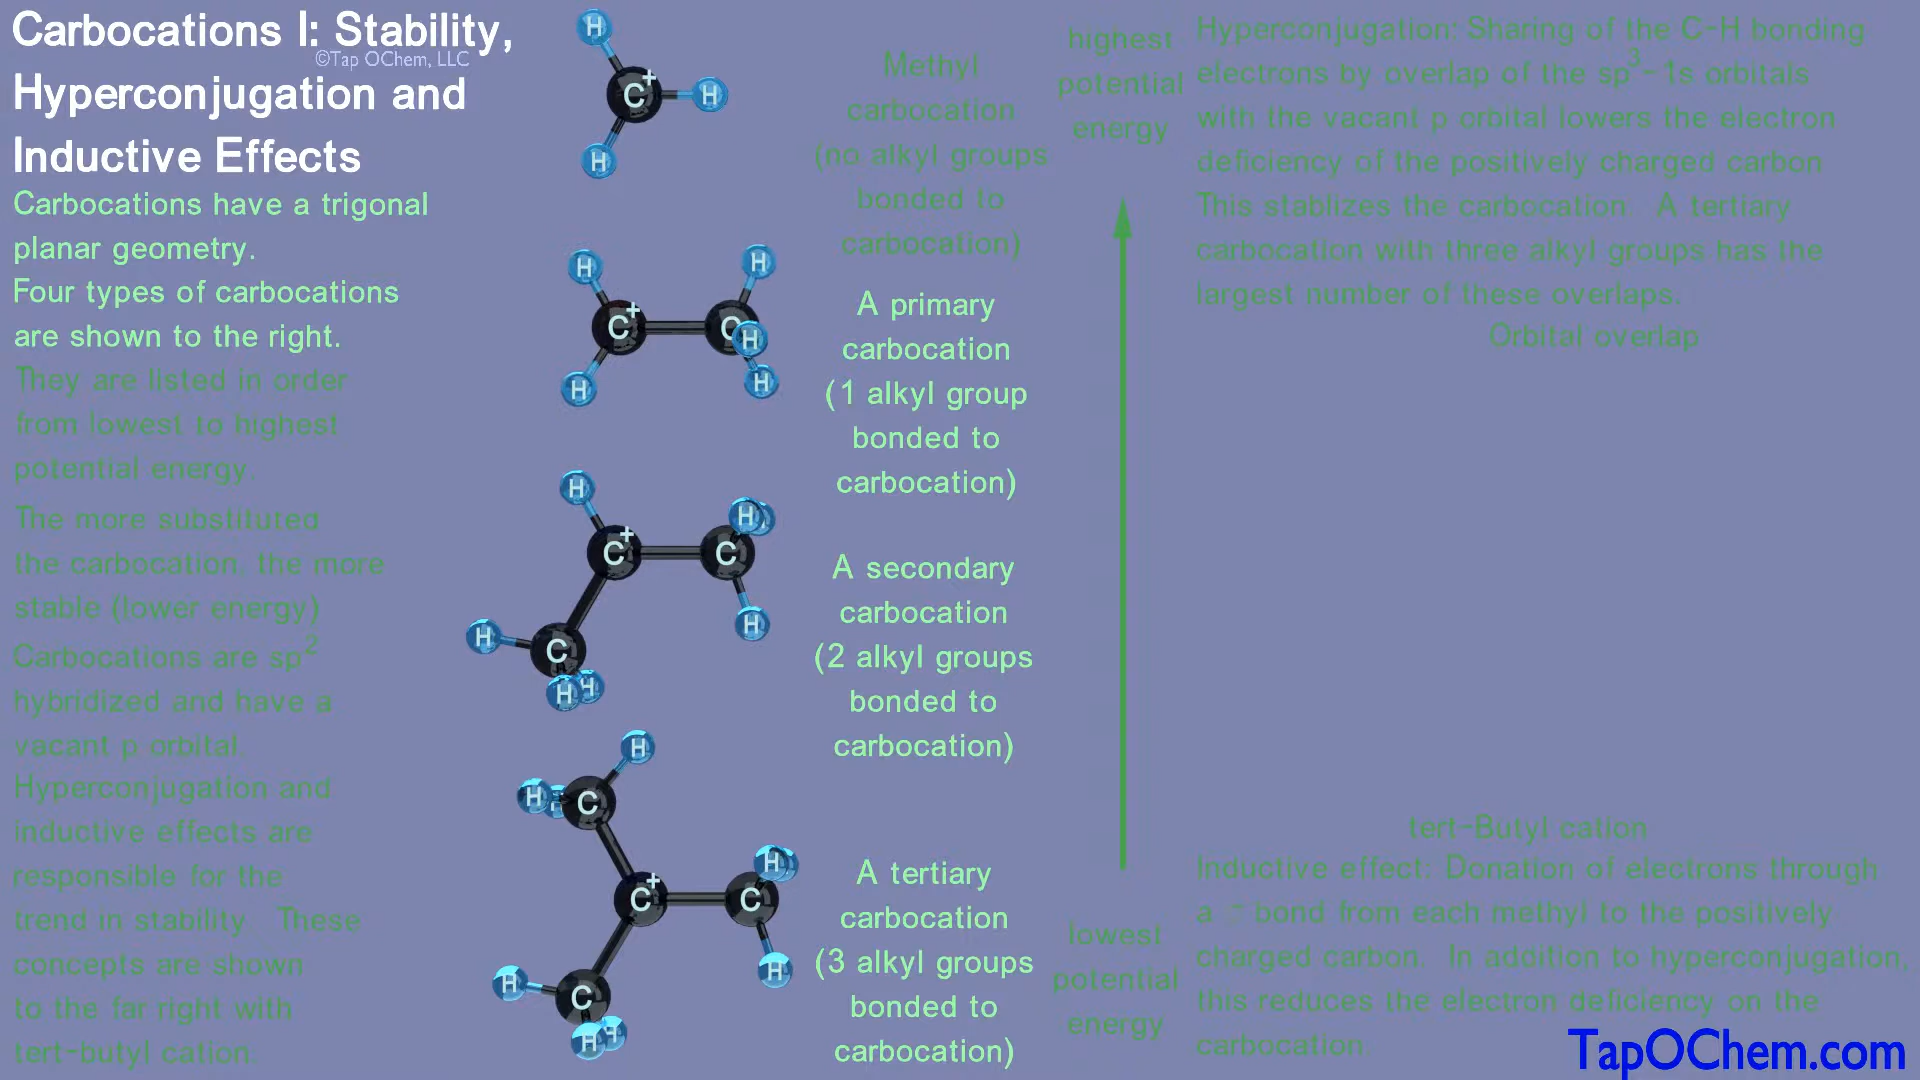 Carbocations I: Stability,
©Tap OChem, LLC
Hyperconjugation and
Inductive Effects
Carbocations have a trigonal
planar geometry.
Four types of carbocations
are shown to the right.
They are listed in order
from lowest to highest
potential energy.
The more substituted
the carbocation, the more
stable (lower energy)
Carbocations are sp²
hybridized and have a
vacant p orbital.
Hyperconjugation and
inductive effects are
responsible for the
trend in stability. These
concepts are shown
to the far right with
tert-butyl cation.
H
C+
H
H
H
H
C+
C
H
H
H
H
H
C+
C
H
H
C
H
H
H
H
C
H
C+
C
H
H
C
H
H
Methyl
carbocation
(no alkyl groups
bonded to
carbocation)
A primary
carbocation
(1 alkyl group
bonded to
carbocation)
A secondary
carbocation
(2 alkyl groups
bonded to
carbocation)
A tertiary
carbocation
(3 alkyl groups
bonded to
carbocation)
highest
potential
energy
lowest
potential
energy
Hyperconjugation: Sharing of the C-H bonding
electrons by overlap of the sp³-1s orbitals
with the vacant p orbital lowers the electron
deficiency of the positively charged carbon
This stablizes the carbocation. A tertiary
carbocation with three alkyl groups has the
largest number of these overlaps.
Orbital overlap
tert-Butyl cation
Inductive effect: Donation of electrons through
a bond from each methyl to the positively
charged carbon. In addition to hyperconjugation,
this reduces the electron deficiency on the
carbocation.
TapOChem.com